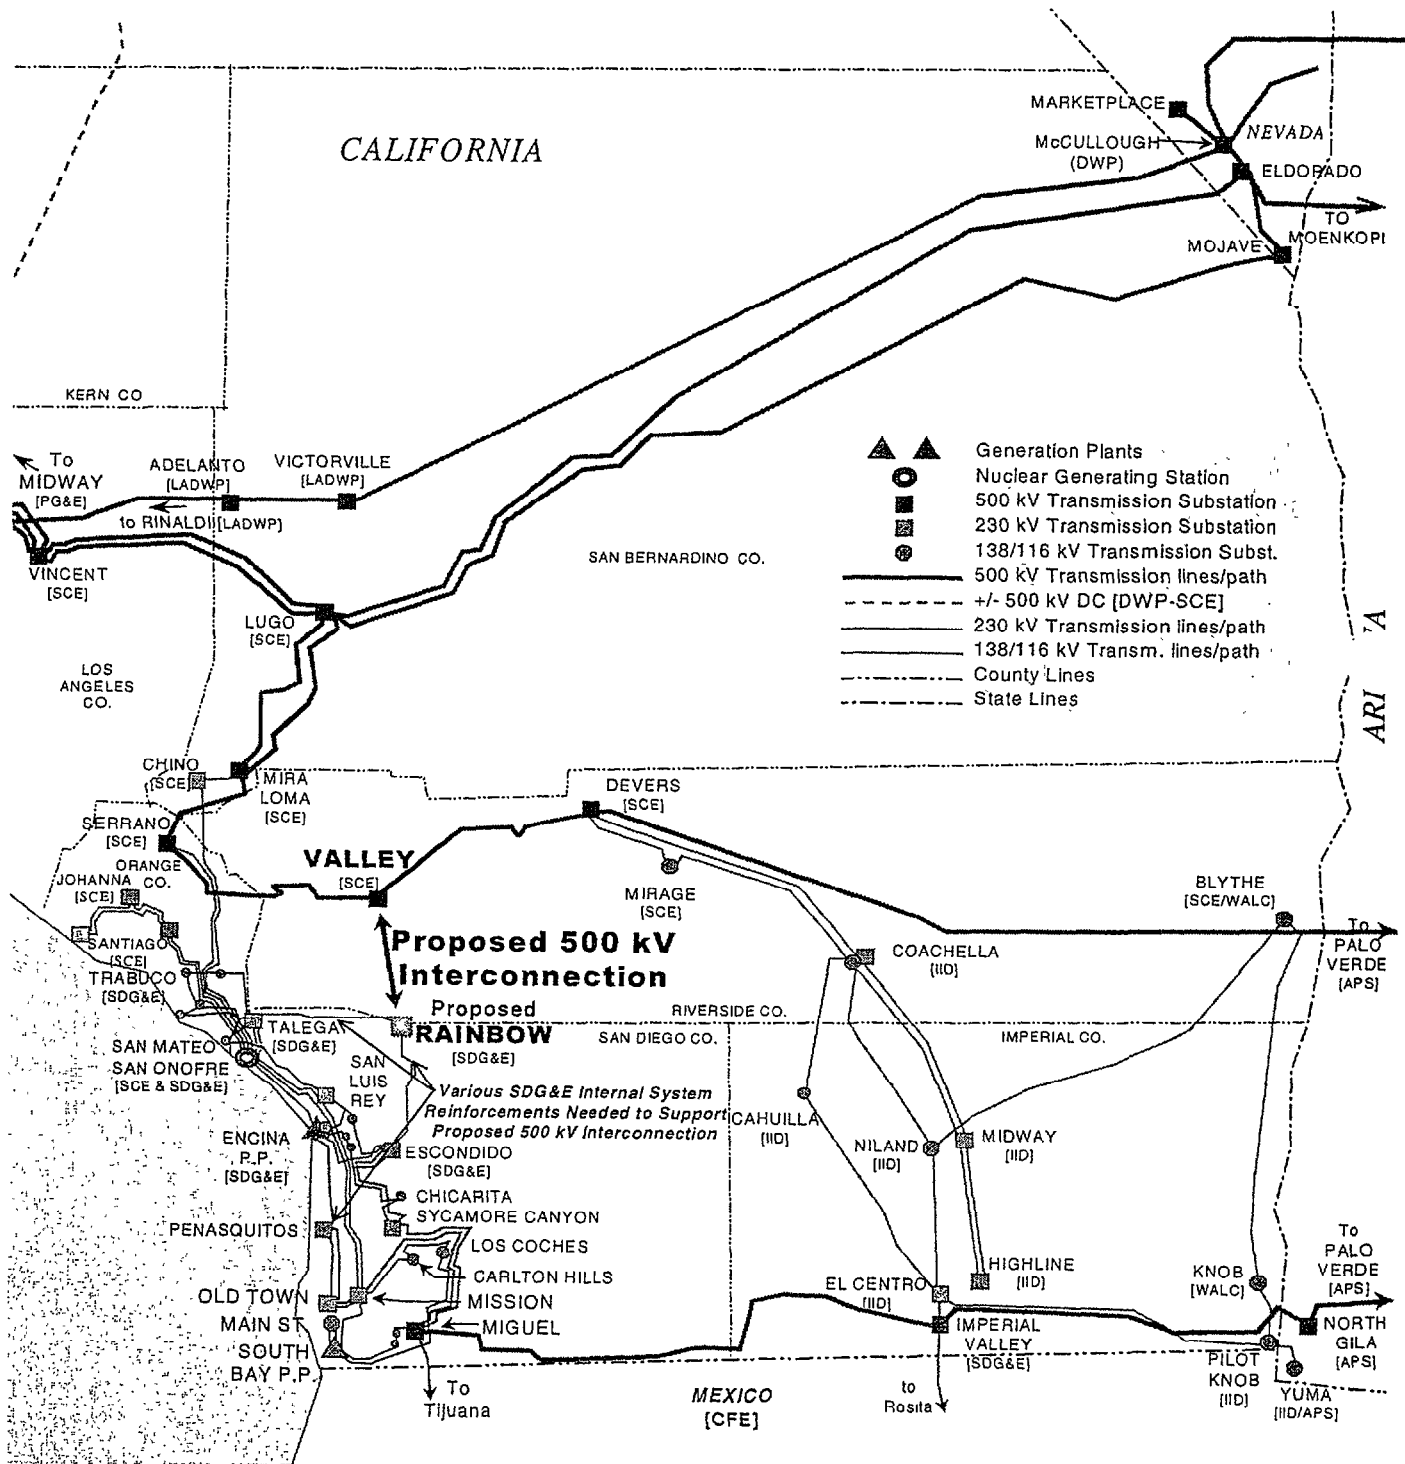 CALIFORNIA
MARKETPLACE
McCULLOUGH
(DWP)
NEVADA
ELDORADO
TO
MOENKOPI
MOJAVE
KERN CO
To
MIDWAY
[PG&E]
ADELANTO
[LADWP]
VICTORVILLE
[LADWP]
to RINALDI[LADWP]
VINCENT
[SCE]
LUGO
[SCE]
SAN BERNARDINO CO.
Generation Plants
Nuclear Generating Station
500 kV Transmission Substation
230 kV Transmission Substation
138/116 kV Transmission Subst.
500 kV Transmission lines/path
+/- 500 kV DC [DWP-SCE]
230 kV Transmission lines/path
138/116 kV Transm. lines/path
County Lines
State Lines
ARI
LOS
ANGELES
CO.
CHINO
[SCE]
MIRA
LOMA
[SCE]
SERRANO
[SCE]
DEVERS
[SCE]
VALLEY
[SCE]
ORANGE
CO.
JOHANNA
[SCE]
MIRAGE
[SCE]
BLYTHE
[SCE/WALC]
SANTIAGO
[SCE]
Proposed 500 kV
Interconnection
COACHELLA
[IID]
To
PALO
VERDE
[APS]
TRABUCO
[SDG&E]
Proposed
RAINBOW
[SDG&E]
RIVERSIDE CO.
SAN DIEGO CO.
IMPERIAL CO.
TALEGA
[SDG&E]
SAN MATEO
SAN ONOFRE
[SCE & SDG&E]
SAN
LUIS
REY
Various SDG&E Internal System
Reinforcements Needed to Support
Proposed 500 kV Interconnection
CAHUILLA
[IID]
NILAND
[IID]
MIDWAY
[IID]
ENCINA
P.P.
[SDG&E]
ESCONDIDO
[SDG&E]
CHICARITA
SYCAMORE CANYON
PENASQUITOS
LOS COCHES
CARLTON HILLS
OLD TOWN
MISSION
MAIN ST.
MIGUEL
SOUTH
BAY P.P.
EL CENTRO
[IID]
HIGHLINE
[IID]
KNOB
[WALC]
To
PALO
VERDE
[APS]
IMPERIAL
VALLEY
[SDG&E]
NORTH
GILA
[APS]
PILOT
KNOB
[IID]
YUMA
[IID/APS]
To
Tijuana
MEXICO
[CFE]
to
Rosita